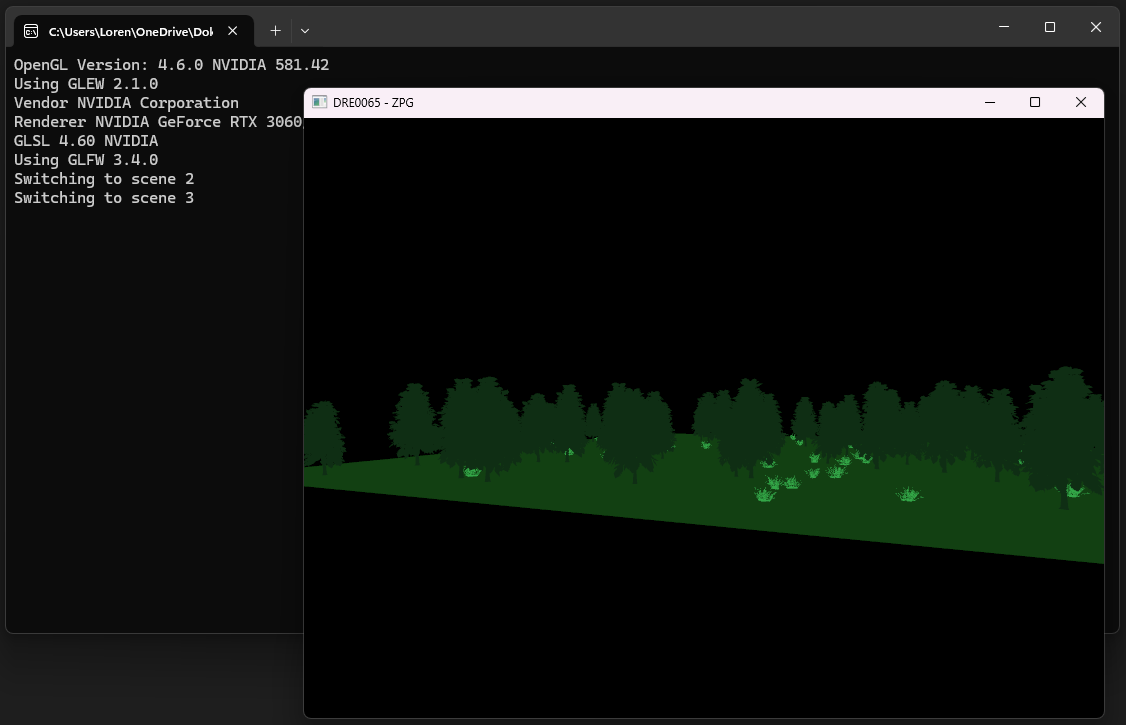 C:\Users\Loren\OneDrive\Dol
OpenGL Version: 4.6.0 NVIDIA 581.42
Using GLEW 2.1.0
Vendor NVIDIA Corporation
Renderer NVIDIA GeForce RTX 3060
GLSL 4.60 NVIDIA
Using GLFW 3.4.0
Switching to scene 2
Switching to scene 3
DRE0065 - ZPG